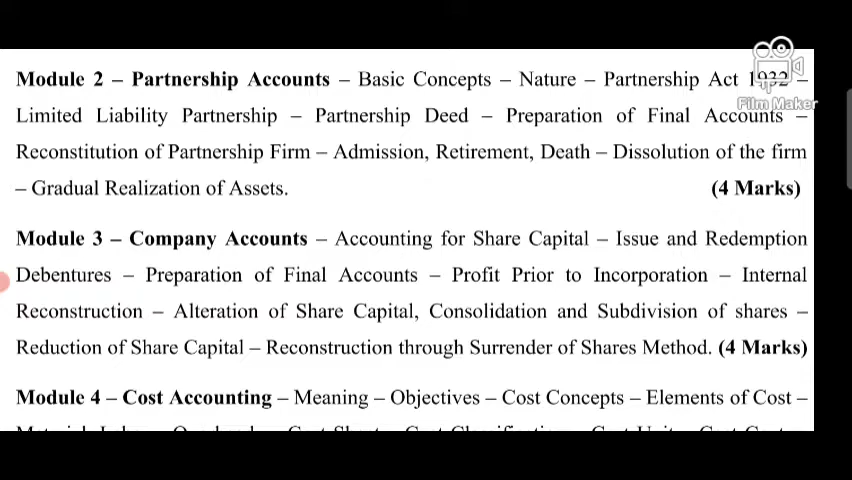 Module 2 – Partnership Accounts – Basic Concepts – Nature – Partnership Act 1932 –
Film Maker
Limited Liability Partnership – Partnership Deed – Preparation of Final Accounts –
Reconstitution of Partnership Firm – Admission, Retirement, Death – Dissolution of the firm
– Gradual Realization of Assets. (4 Marks)
Module 3 – Company Accounts – Accounting for Share Capital – Issue and Redemption
Debentures – Preparation of Final Accounts – Profit Prior to Incorporation – Internal
Reconstruction – Alteration of Share Capital, Consolidation and Subdivision of shares –
Reduction of Share Capital – Reconstruction through Surrender of Shares Method. (4 Marks)
Module 4 – Cost Accounting – Meaning – Objectives – Cost Concepts – Elements of Cost –